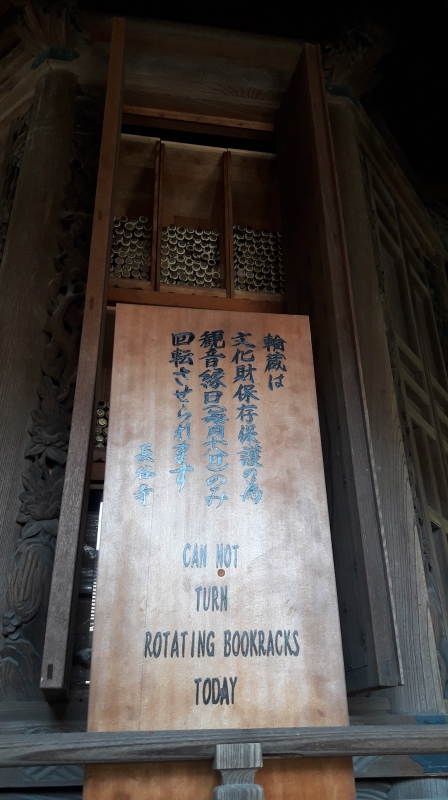 輪蔵は
文化財保存保護の為
観音縁日(毎月十八日)のみ
回転させられます
長谷寺
CAN NOT
TURN
ROTATING BOOKRACKS
TODAY